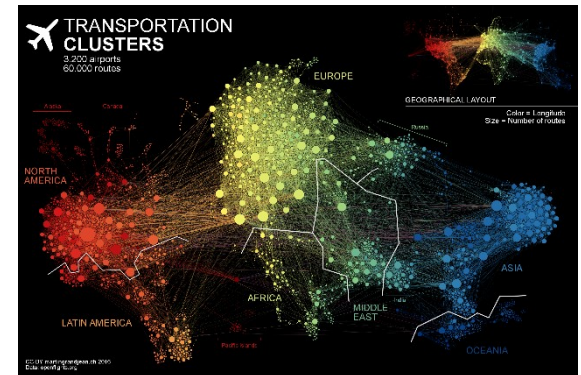 TRANSPORTATION
CLUSTERS
3.200 airports
60.000 routes
EUROPE
GEOGRAPHICAL LAYOUT
Color = Longitude
Size = Number of routes
Canada
Russia
NORTH
AMERICA
ASIA
AFRICA
MIDDLE
EAST
India
LATIN AMERICA
Pacific Islands
OCEANIA
CC-BY martingrandjean.ch
Data: openflights.org